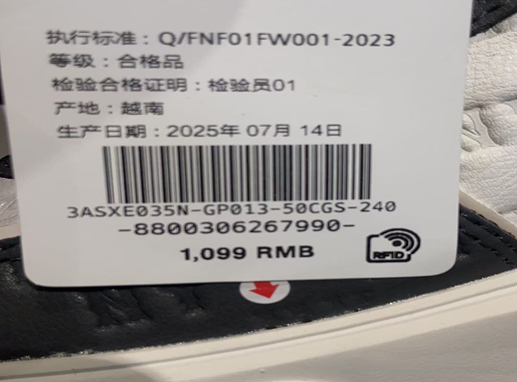 执行标准：Q/FNF01FW001-2023
等级：合格品
检验合格证明：检验员01
产地：越南
生产日期：2025年 07月 14日
3ASXE035N-GP013-50CGS-240
-8800306267990-
1,099 RMB
RFID